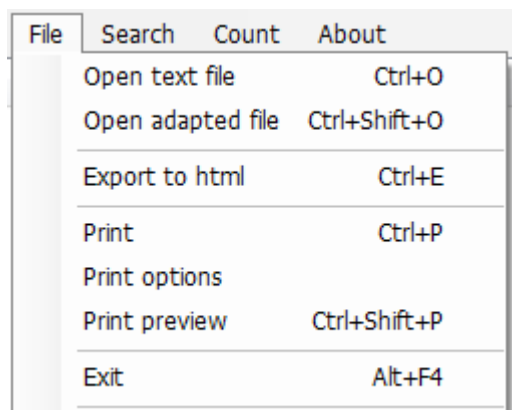 File Search Count About
Open text file Ctrl+O
Open adapted file Ctrl+Shift+O
Export to html Ctrl+E
Print Ctrl+P
Print options
Print preview Ctrl+Shift+P
Exit Alt+F4